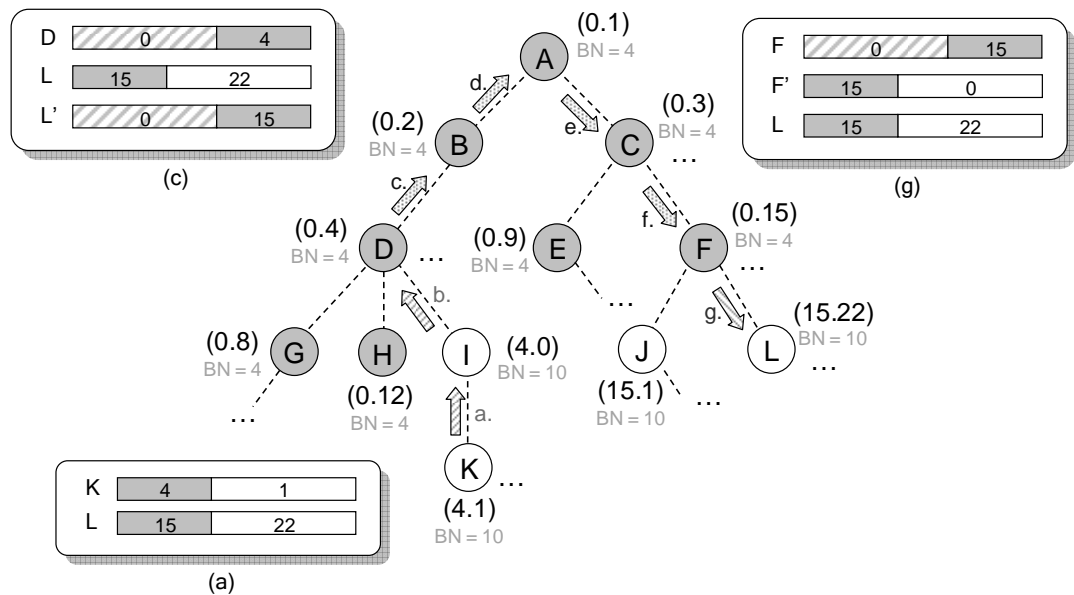 D 0 4
L 15 22
L’ 0 15
(c)
F 0 15
F’ 15 0
L 15 22
(g)
(0.1)
BN = 4
A
d.
e.
(0.2)
BN = 4
B
(0.3)
BN = 4
C
...
c.
f.
(0.4)
BN = 4
D
...
(0.9)
BN = 4
E
...
(0.15)
BN = 4
F
...
b.
g.
(0.8)
BN = 4
G
...
H
(0.12)
BN = 4
I
(4.0)
BN = 10
J
(15.1)
BN = 10
...
L
(15.22)
BN = 10
...
a.
K
...
(4.1)
BN = 10
K 4 1
L 15 22
(a)